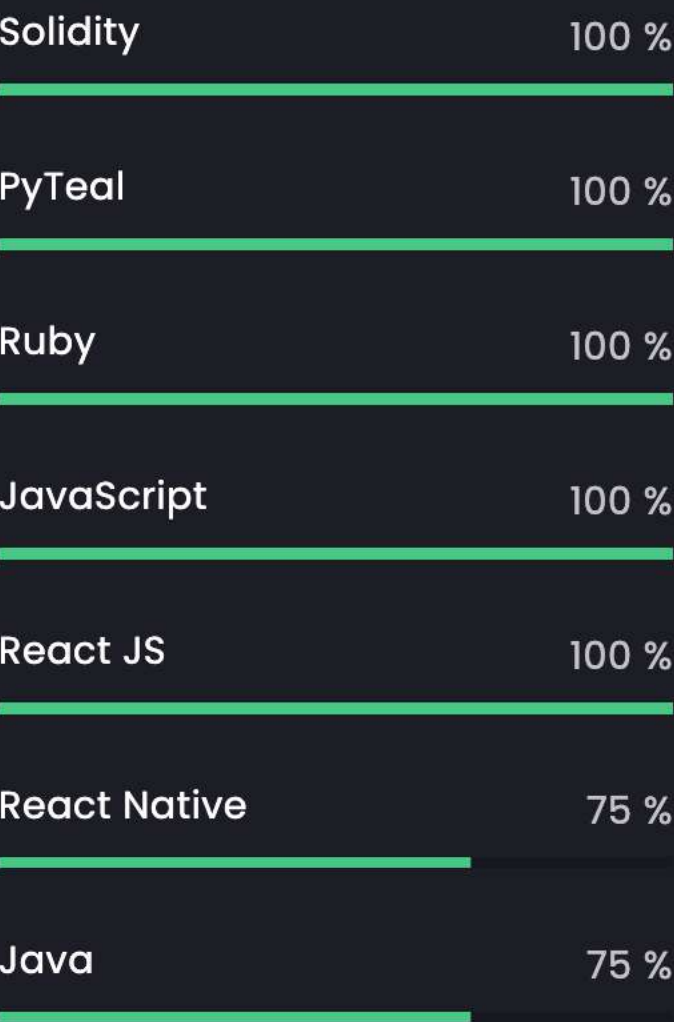 Solidity 100 %
PyTeal 100 %
Ruby 100 %
JavaScript 100 %
React JS 100 %
React Native 75 %
Java 75 %